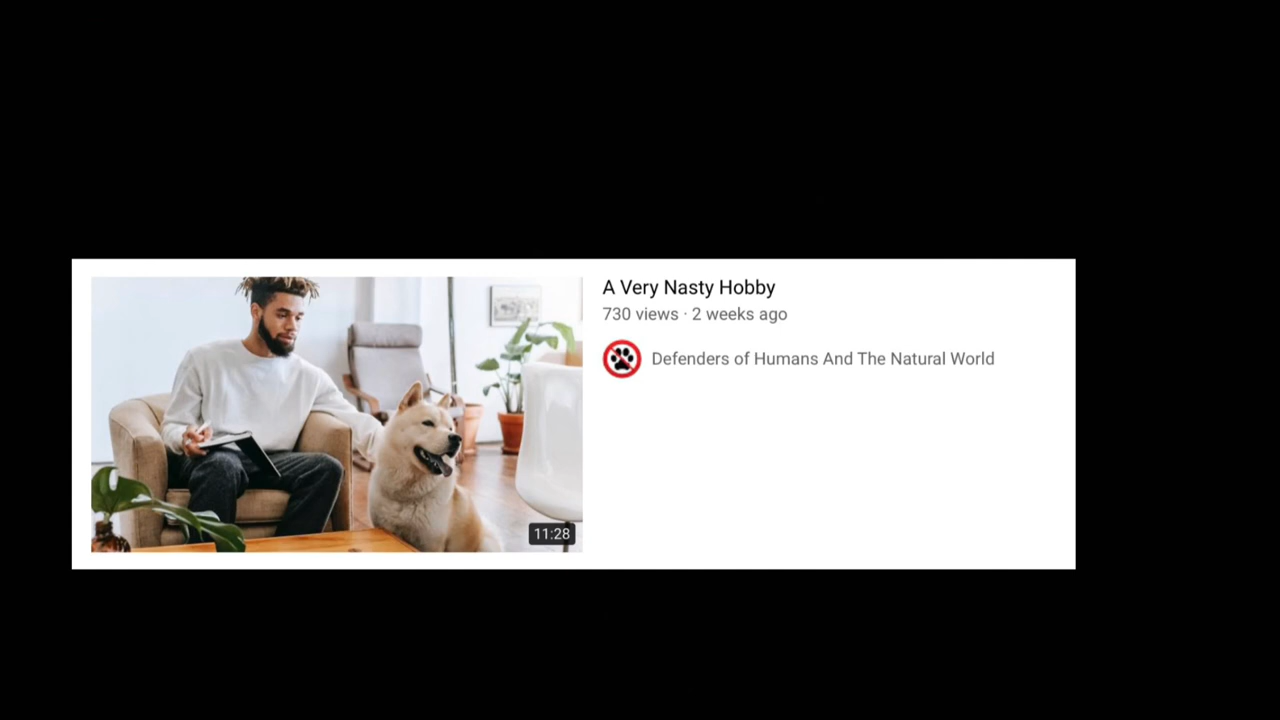 A Very Nasty Hobby
730 views · 2 weeks ago
Defenders of Humans And The Natural World
11:28